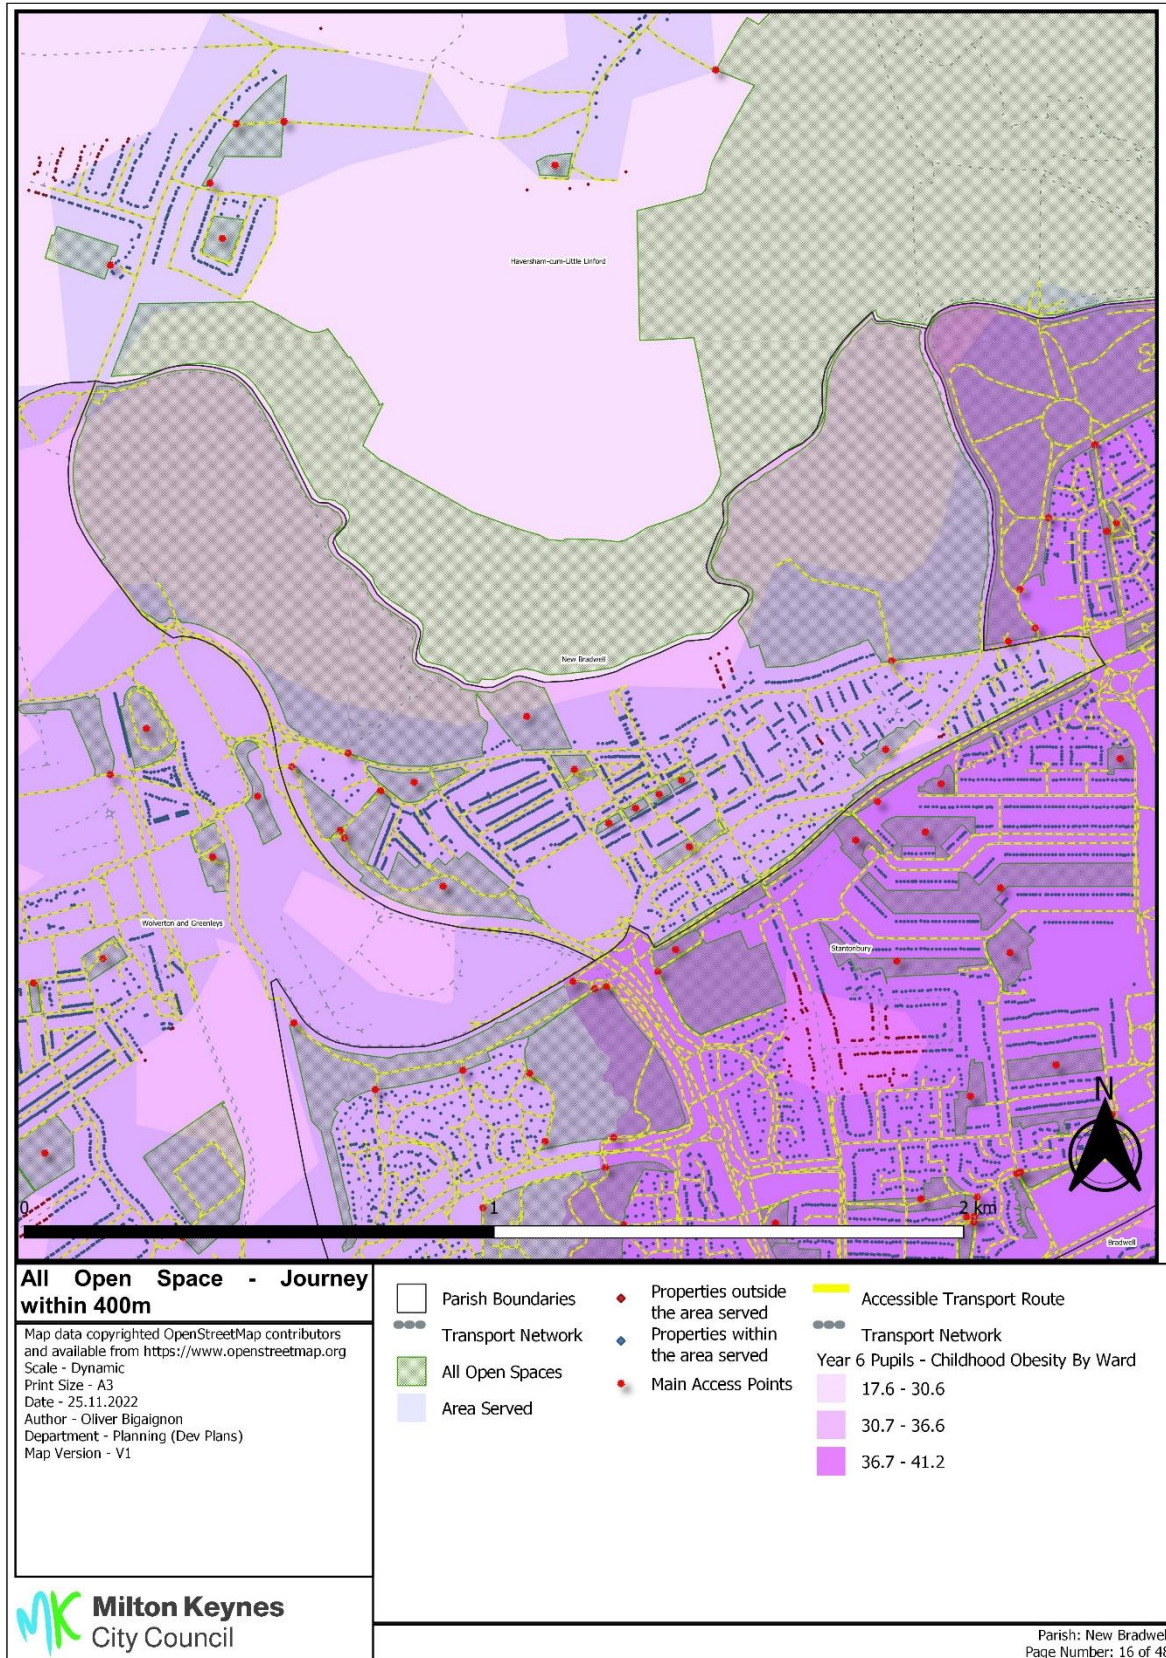 Haversham-cum-Little Linford
New Bradwell
Wolverton and Greenleys
Stantonbury
Bradwell
N
0 1 2 km
All Open Space - Journey
within 400m
Map data copyrighted OpenStreetMap contributors
and available from https://www.openstreetmap.org
Scale - Dynamic
Print Size - A3
Date - 25.11.2022
Author - Oliver Bigaignon
Department - Planning (Dev Plans)
Map Version - V1
Milton Keynes
City Council
Parish Boundaries
Transport Network
All Open Spaces
Area Served
Properties outside
the area served
Properties within
the area served
Main Access Points
Accessible Transport Route
Transport Network
Year 6 Pupils - Childhood Obesity By Ward
17.6 - 30.6
30.7 - 36.6
36.7 - 41.2
Parish: New Bradwell
Page Number: 16 of 48